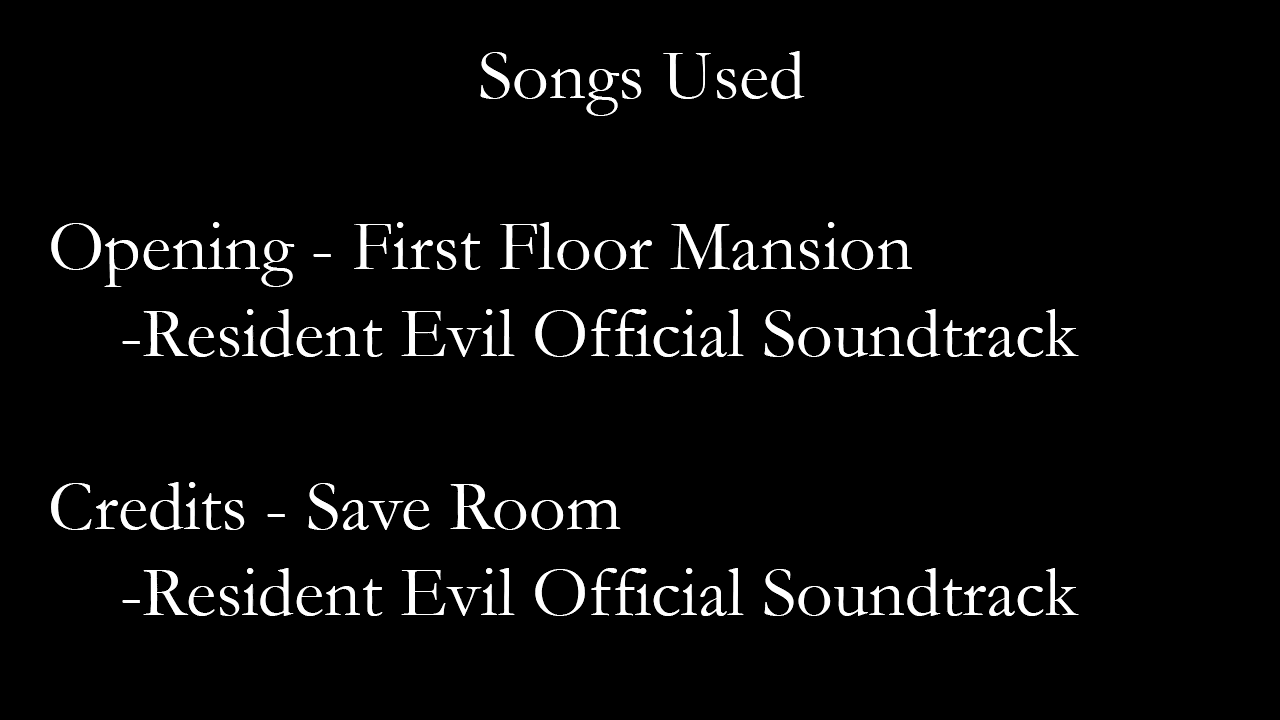 Songs Used
Opening - First Floor Mansion
-Resident Evil Official Soundtrack
Credits - Save Room
-Resident Evil Official Soundtrack